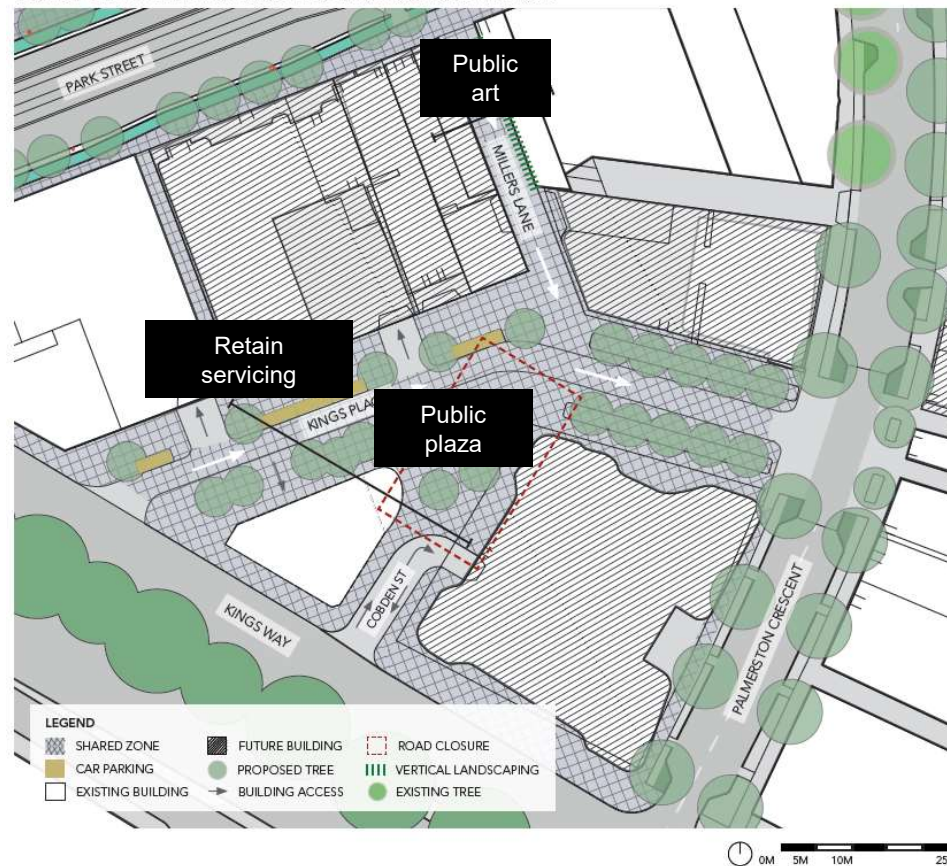 PARK STREET
Public
art
MILLERS LANE
Retain
servicing
KINGS PLA
Public
plaza
COBDEN ST
KINGS WAY
PALMERSTON CRESCENT
LEGEND
SHARED ZONE
FUTURE BUILDING
ROAD CLOSURE
CAR PARKING
PROPOSED TREE
VERTICAL LANDSCAPING
EXISTING BUILDING
BUILDING ACCESS
EXISTING TREE
0M 5M 10M 25